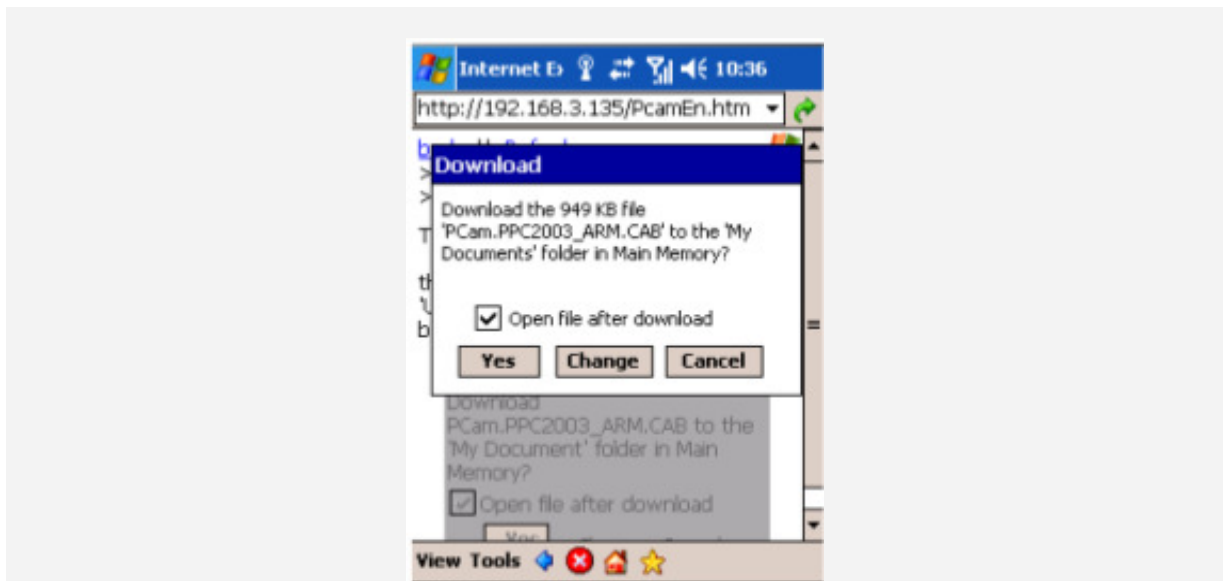 Internet E 10:36
http://192.168.3.135/PcamEn.htm
Download
Download the 949 KB file
'PCam.PPC2003_ARM.CAB' to the 'My
Documents' folder in Main Memory?
Open file after download
Yes Change Cancel
Download
PCam.PPC2003_ARM.CAB to the
'My Document' folder in Main
Memory?
Open file after download
Yes
View Tools